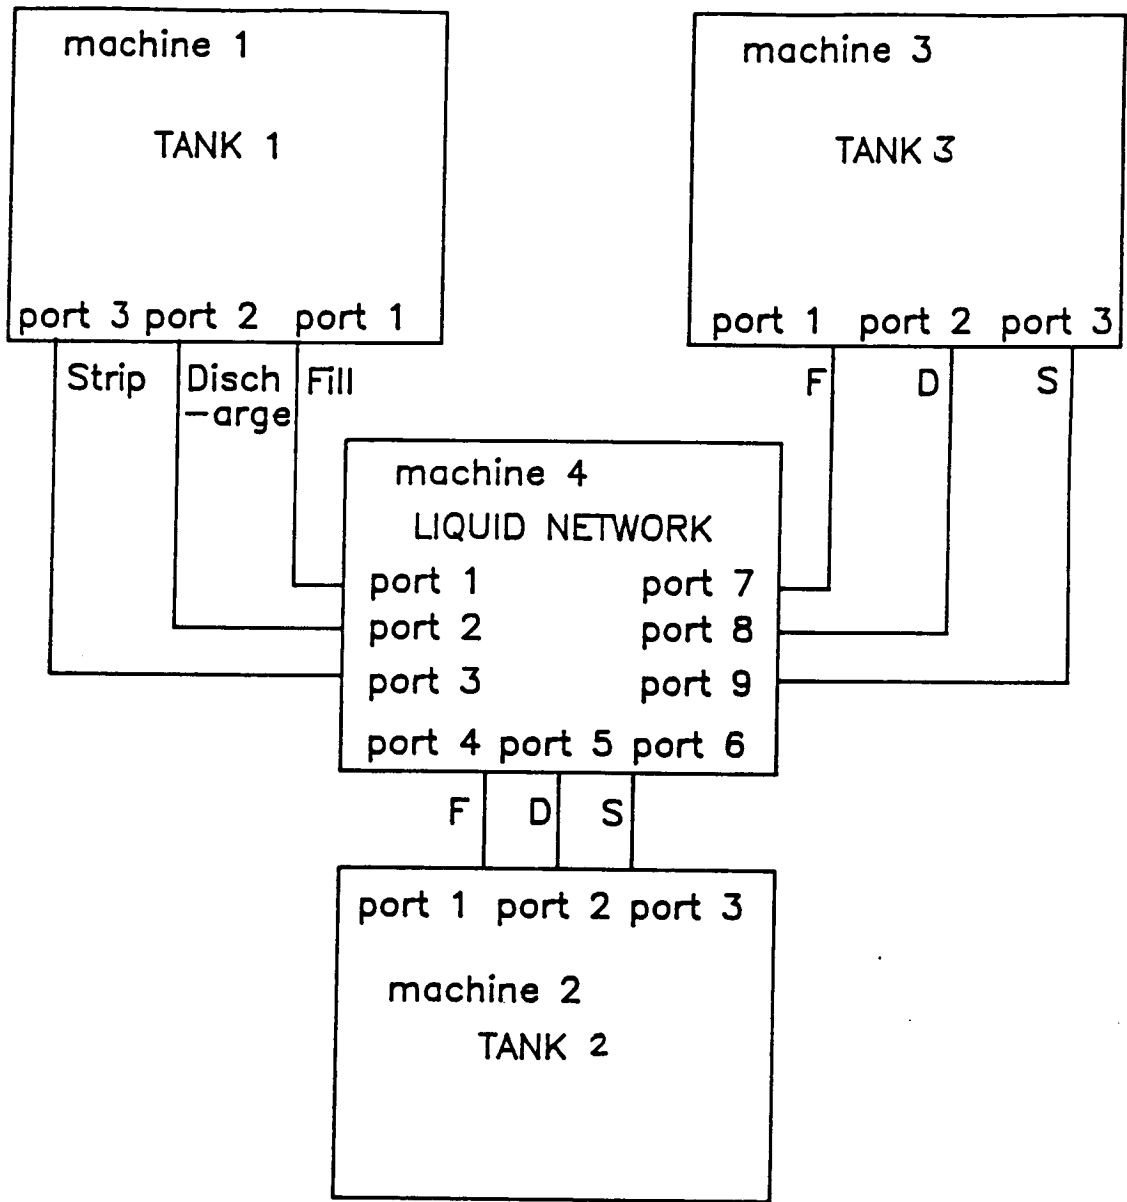 machine 1
TANK 1
port 3 port 2 port 1
Strip
Disch
-arge
Fill
machine 3
TANK 3
port 1 port 2 port 3
F D S
machine 4
LIQUID NETWORK
port 1
port 2
port 3
port 7
port 8
port 9
port 4 port 5 port 6
F D S
port 1 port 2 port 3
machine 2
TANK 2